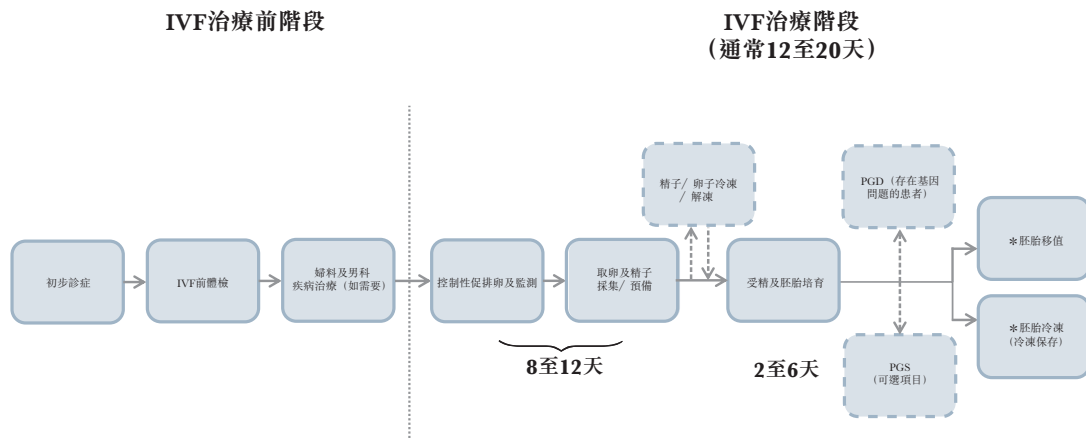 IVF治療前階段
IVF治療階段
(通常12至20天)
精子/ 卵子冷凍
/ 解凍
PGD (存在基因
問題的患者)
初步診症
IVF前體檢
婦科及男科
疾病治療 (如需要)
控制性促排卵及監測
取卵及精子
採集/ 預備
受精及胚胎培育
*胚胎移值
*胚胎冷凍
(冷凍保存)
8至12天
2至6天
PGS
(可選項目)